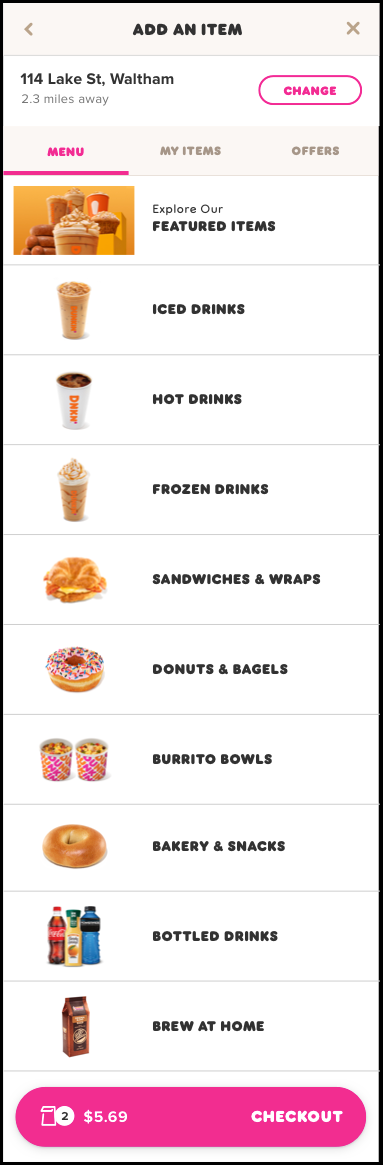 ADD AN ITEM
114 Lake St, Waltham
2.3 miles away
CHANGE
MENU
MY ITEMS
OFFERS
Explore Our
FEATURED ITEMS
ICED DRINKS
DNKN'
HOT DRINKS
FROZEN DRINKS
SANDWICHES & WRAPS
DONUTS & BAGELS
BURRITO BOWLS
BAKERY & SNACKS
BOTTLED DRINKS
BREW AT HOME
2
$5.69
CHECKOUT